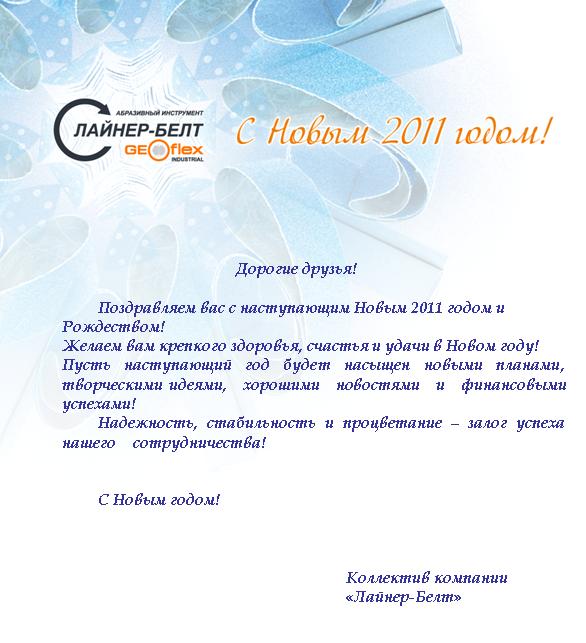 АБРАЗИВНЫЙ ИНСТРУМЕНТ
ЛАЙНЕР-БЕЛТ
GEOflex
INDUSTRIAL
С Новым 2011 годом!
Дорогие друзья!
Поздравляем вас с наступающим Новым 2011 годом и
Рождеством!
Желаем вам крепкого здоровья, счастья и удачи в Новом году!
Пусть наступающий год будет насыщен новыми планами,
творческими идеями, хорошими новостями и финансовыми
успехами!
Надежность, стабильность и процветание – залог успеха
нашего сотрудничества!
С Новым годом!
Коллектив компании
«Лайнер-Белт»